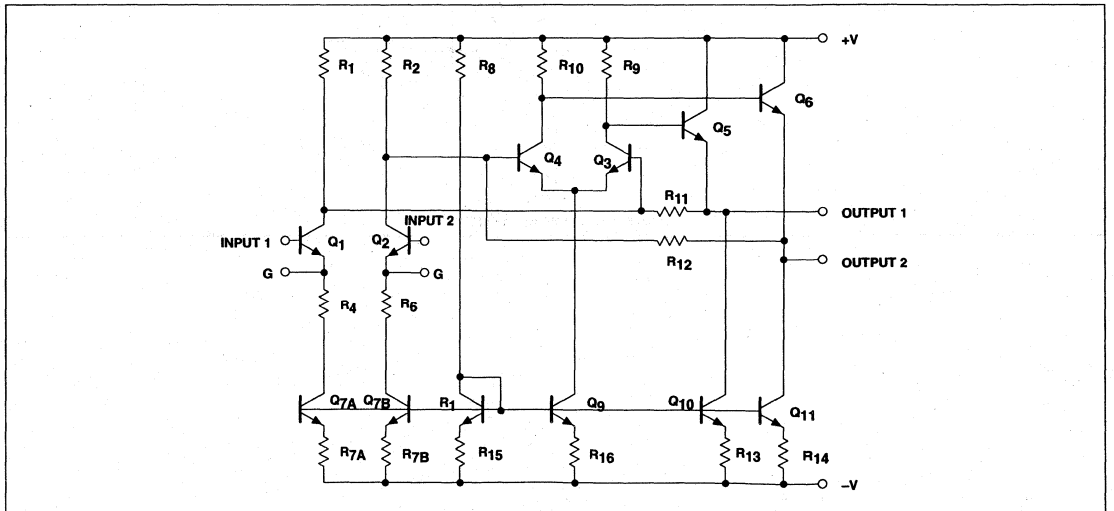 +V
R1 R2 R8 R10 R9
Q6
Q5
Q4 Q3
R11
OUTPUT 1
INPUT 2
INPUT 1 Q1 Q2
R12
OUTPUT 2
G G
R4 R6
Q7A Q7B R1 Q9 Q10 Q11
R7A R7B R15 R16 R13 R14
–V